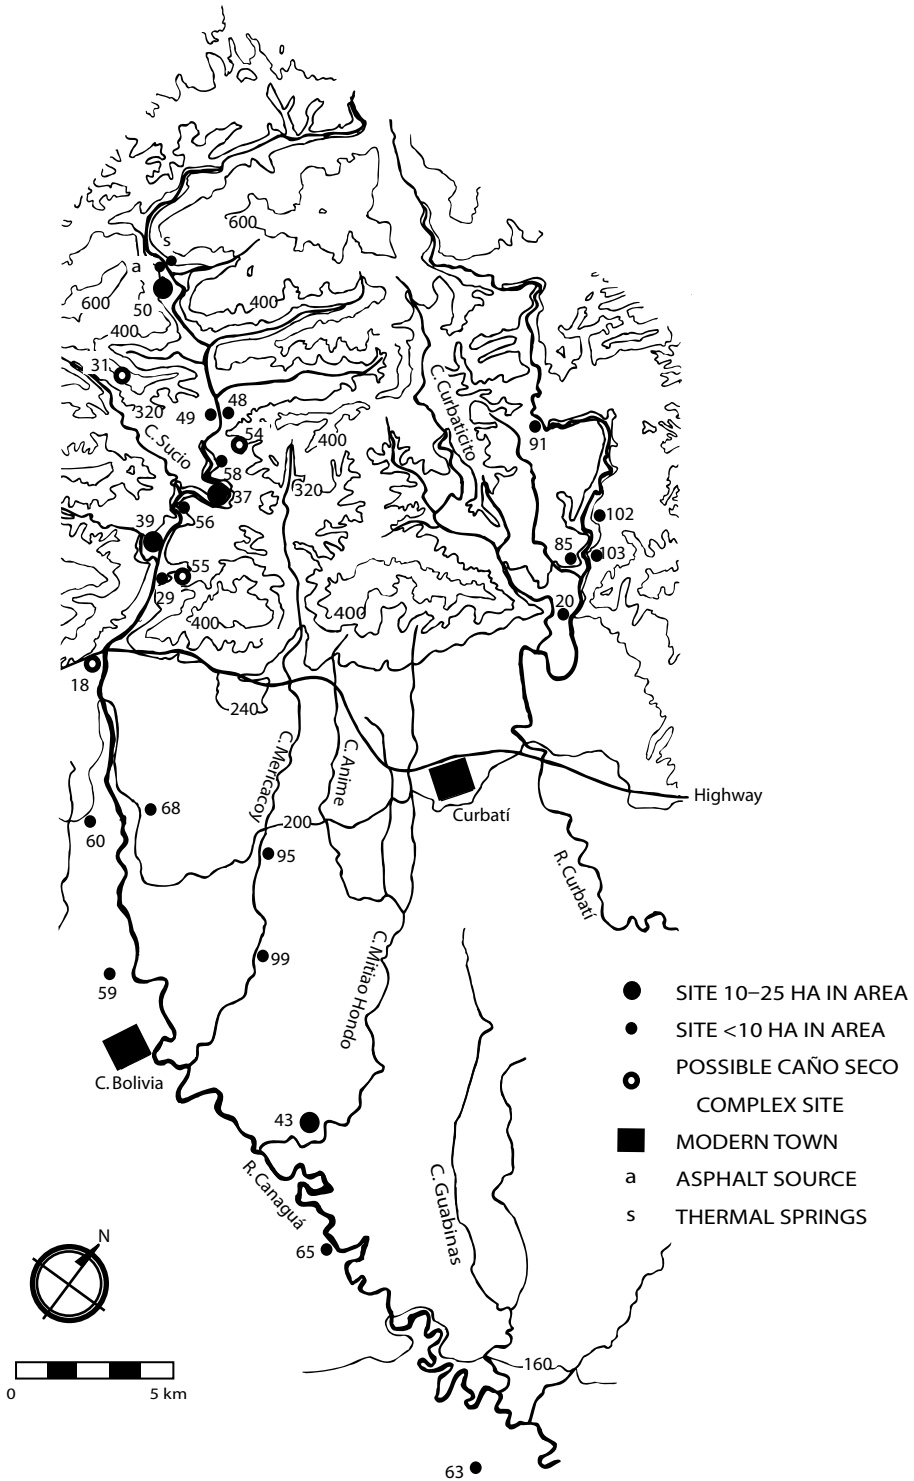 600
s
a
600
50
400
400
31
320
48
49
C. Sucio
54
400
C. Curbaticito
91
58
37
320
39
56
102
85
103
55
29
400
400
20
18
240
C. Mericacoy
C. Anime
Highway
68
60
200
Curbatí
95
R. Curbatí
99
C. Mitiao Hondo
59
C. Bolivia
43
R. Canaguá
C. Guabinas
65
160
63
SITE 10–25 HA IN AREA
SITE <10 HA IN AREA
POSSIBLE CAÑO SECO
COMPLEX SITE
MODERN TOWN
a ASPHALT SOURCE
s THERMAL SPRINGS
N
0 5 km